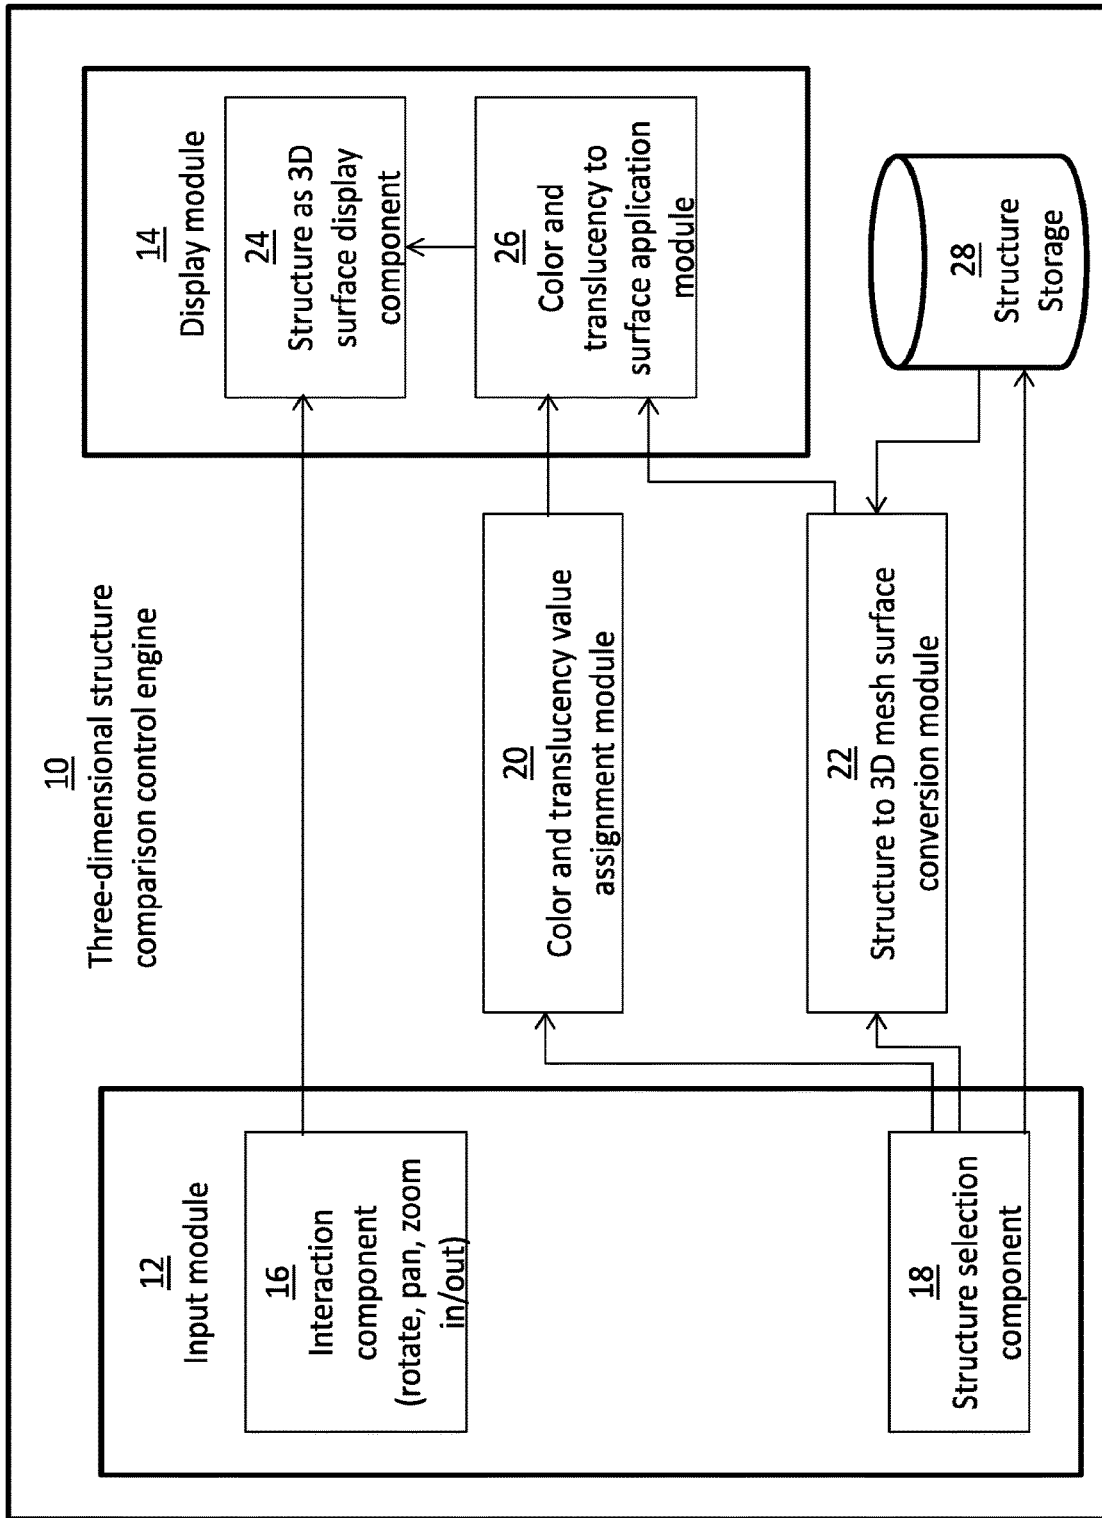 10
Three-dimensional structure
comparison control engine
12
Input module
16
Interaction
component
(rotate, pan, zoom
in/out)
18
Structure selection
component
20
Color and translucency value
assignment module
22
Structure to 3D mesh surface
conversion module
14
Display module
24
Structure as 3D
surface display
component
26
Color and
translucency to
surface application
module
28
Structure
Storage